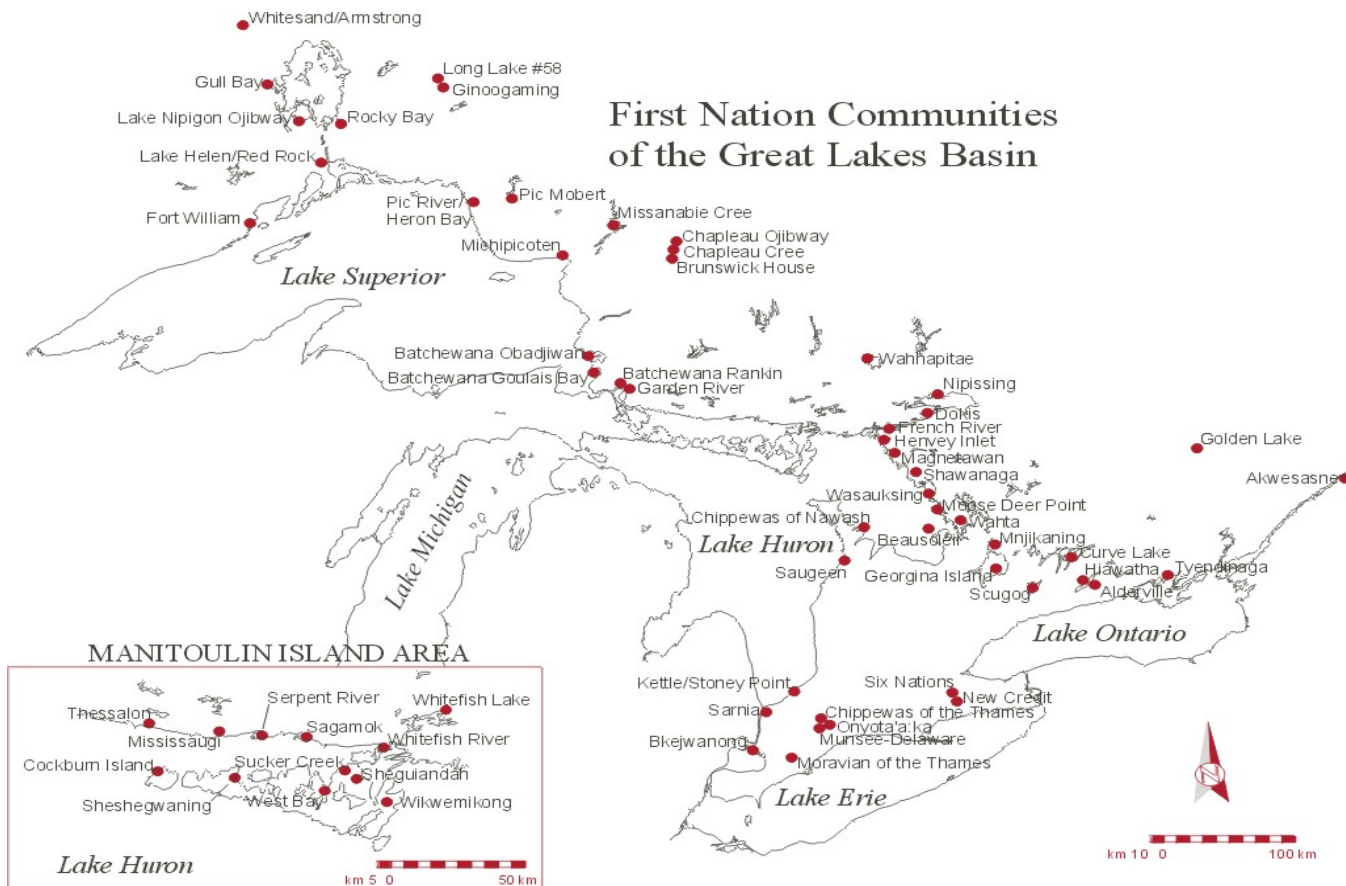 Whitesand/Armstrong
Gull Bay
Long Lake #58
Ginoogaming
First Nation Communities
of the Great Lakes Basin
Lake Nipigon Ojibway
Rocky Bay
Lake Helen/Red Rock
Fort William
Pic River/
Heron Bay
Pic Mobert
Missanabie Cree
Michipicoten
Chapleau Ojibway
Chapleau Cree
Brunswick House
Lake Superior
Batchewana Obadjiwan
Batchewana Goulais Bay
Batchewana Rankin
Garden River
Wahnapitae
Nipissing
Dokis
French River
Henvey Inlet
Magnetawan
Shawanaga
Golden Lake
Akwesasne
Wasauksing
Moose Deer Point
Chippewas of Nawash
Wahta
Beausoleil
Mnjikaning
Lake Michigan
Lake Huron
Saugeen
Georgina Island
Curve Lake
Hiawatha
Tyendinaga
Scugog
Alderville
Lake Ontario
Kettle/Stoney Point
Six Nations
New Credit
Sarnia
Chippewas of the Thames
Onyota'a:ka
Munsee-Delaware
Bkejwanong
Moravian of the Thames
Lake Erie
N
km 10 0 100 km
MANITOULIN ISLAND AREA
Serpent River
Whitefish Lake
Thessalon
Mississaugi
Sagamok
Whitefish River
Cockburn Island
Sucker Creek
Sheguiandah
Sheshegwaning
West Bay
Wikwemikong
Lake Huron
km 5 0 50 km